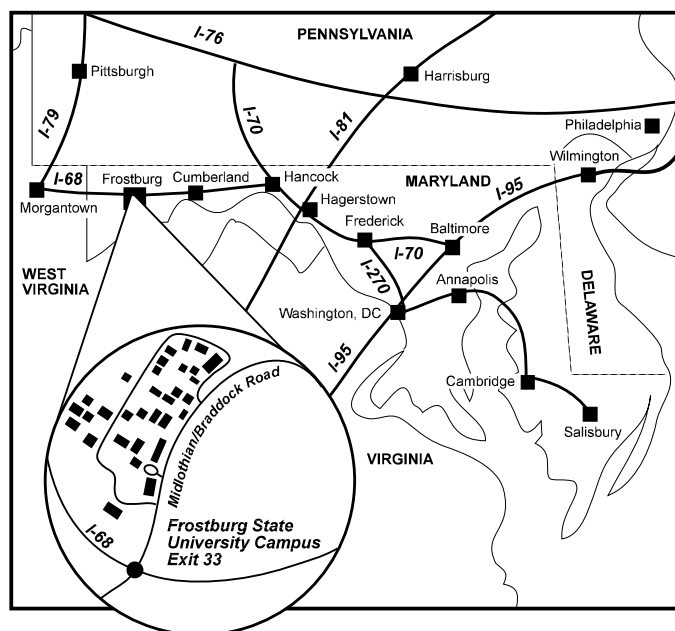 I-76
PENNSYLVANIA
Pittsburgh
Harrisburg
I-79
I-70
I-81
Philadelphia
Wilmington
I-68
Frostburg
Cumberland
Hancock
MARYLAND
I-95
Morgantown
Hagerstown
Frederick
Baltimore
I-70
WEST
VIRGINIA
I-270
Annapolis
DELAWARE
Washington, DC
I-95
Cambridge
Salisbury
VIRGINIA
Midlothian/Braddock Road
I-68
Frostburg State
University Campus
Exit 33